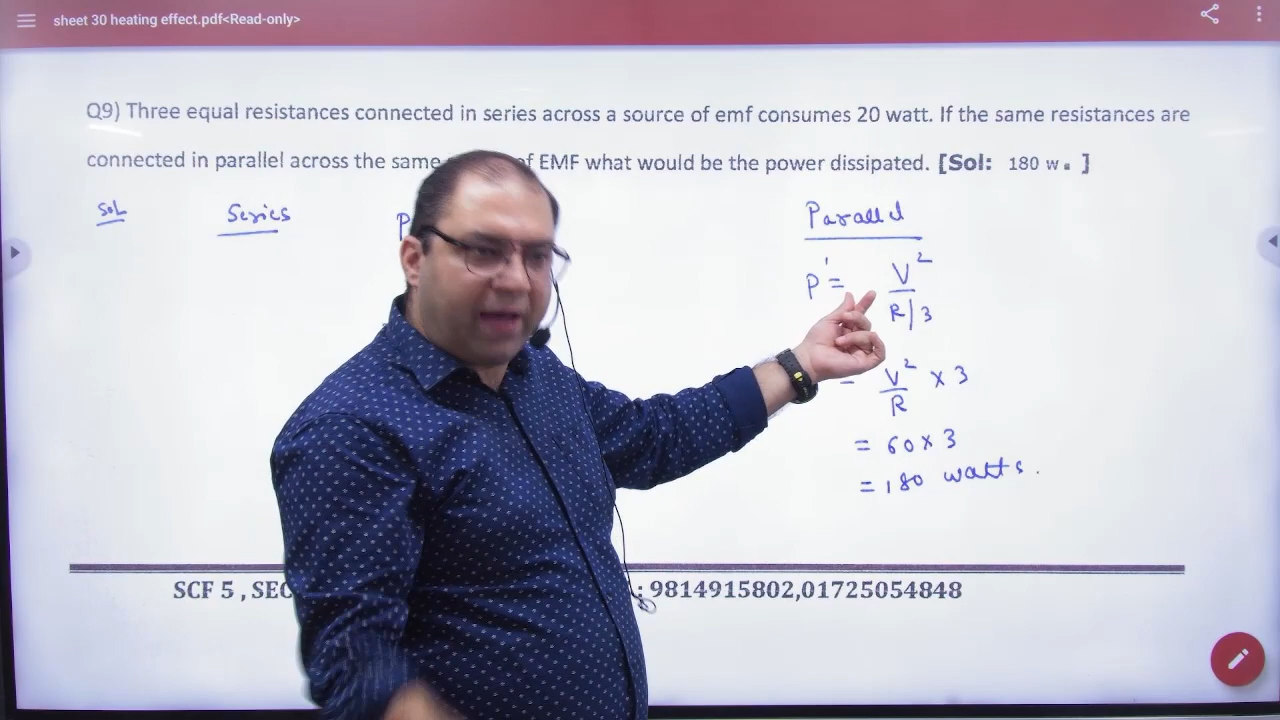 sheet 30 heating effect.pdf<Read-only>
Q9) Three equal resistances connected in series across a source of emf consumes 20 watt. If the same resistances are
connected in parallel across the same of EMF what would be the power dissipated. [Sol: 180 w. ]
Sol Series P Parallel
P' = V²
R/3
= V² × 3
R
= 60 × 3
= 180 watts.
SCF 5 , SEC : 9814915802,01725054848